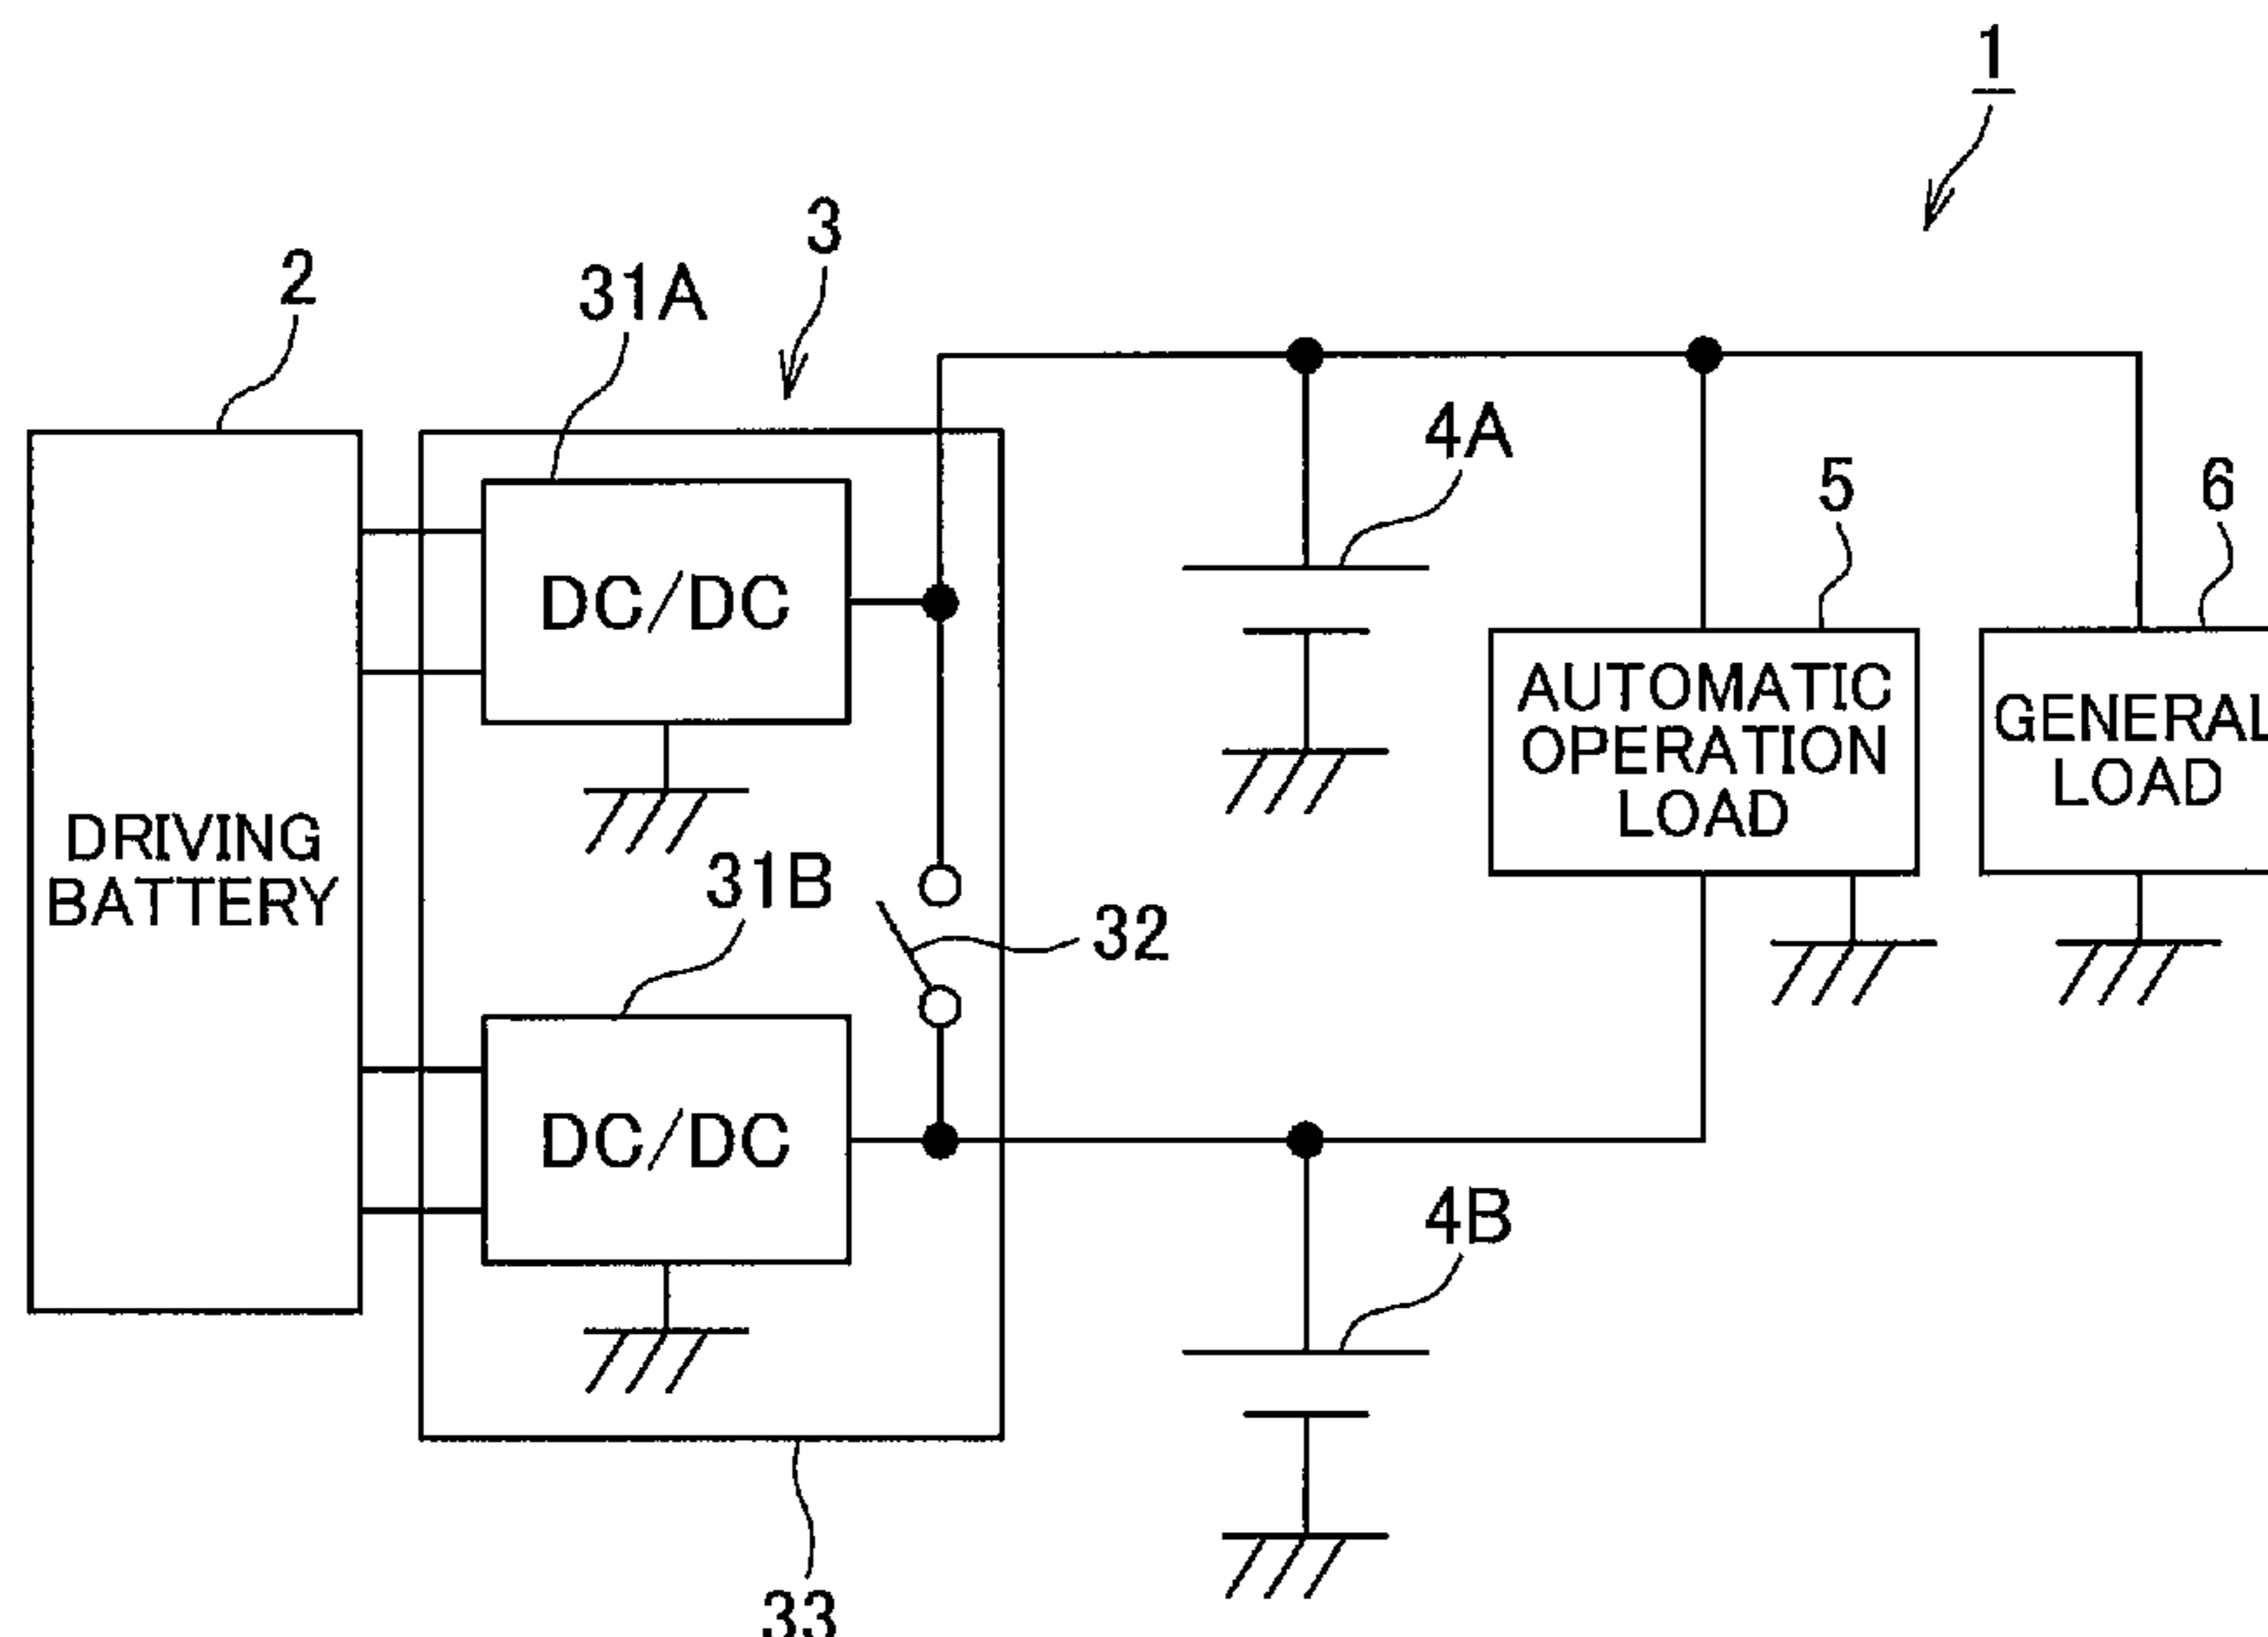 1
3
2
31A
4A
5
6
DC/DC
AUTOMATIC
OPERATION
LOAD
GENERAL
LOAD
DRIVING
BATTERY
31B
32
DC/DC
4B
33